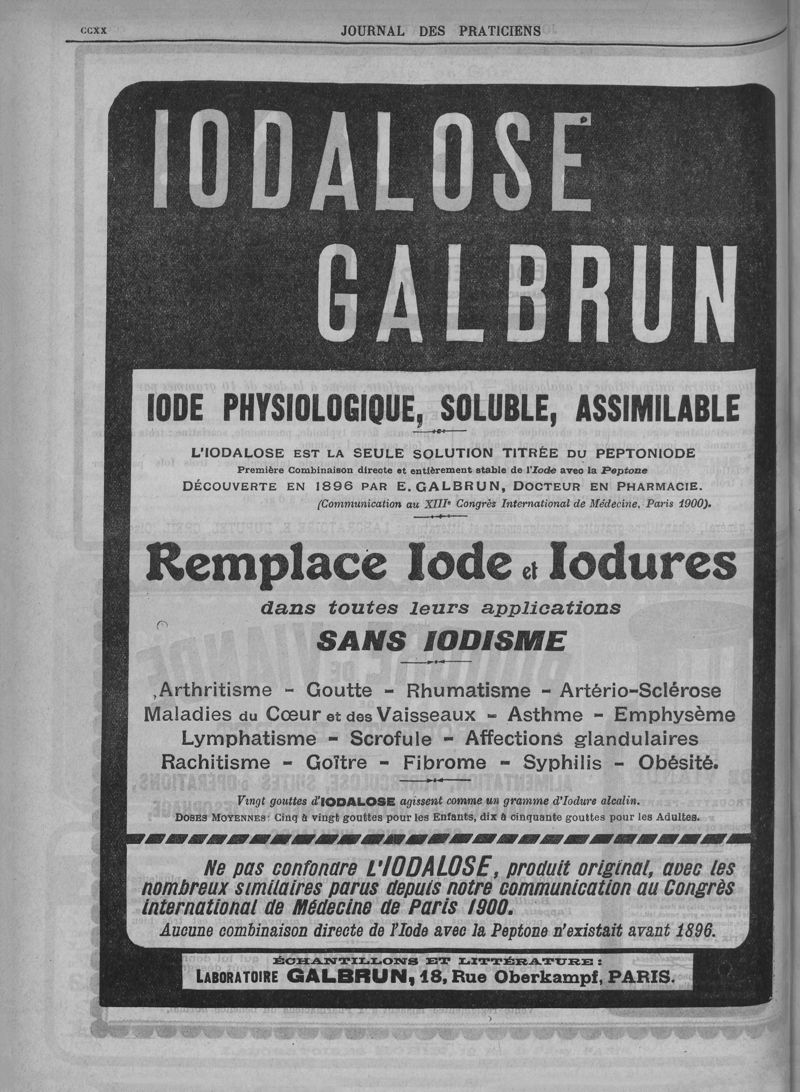 CCXX
JOURNAL DES PRATICIENS
IODALOSE
GALBRUN
IODE PHYSIOLOGIQUE, SOLUBLE, ASSIMILABLE
L'IODALOSE EST LA SEULE SOLUTION TITRÉE DU PEPTONIODE
Première Combinaison directe et entièrement stable de l'Iode avec la Peptone
DÉCOUVERTE EN 1896 PAR E. GALBRUN, DOCTEUR EN PHARMACIE.
(Communication au XIIIe Congrès International de Médecine, Paris 1900).
Remplace Iode et Iodures
dans toutes leurs applications
SANS IODISME
Arthritisme - Goutte - Rhumatisme - Artério-Sclérose
Maladies du Cœur et des Vaisseaux - Asthme - Emphysème
Lymphatisme - Scrofule - Affections glandulaires
Rachitisme - Goître - Fibrome - Syphilis - Obésité.
Vingt gouttes d'IODALOSE agissent comme un gramme d'Iodure alcalin.
DOSES MOYENNES: Cinq à vingt gouttes pour les Enfants, dix à cinquante gouttes pour les Adultes.
Ne pas confondre L'IODALOSE, produit original, avec les
nombreux similaires parus depuis notre communication au Congrès
International de Médecine de Paris 1900.
Aucune combinaison directe de l'Iode avec la Peptone n'existait avant 1896.
ÉCHANTILLONS ET LITTÉRATURE:
LABORATOIRE GALBRUN, 18, Rue Oberkampf, PARIS.